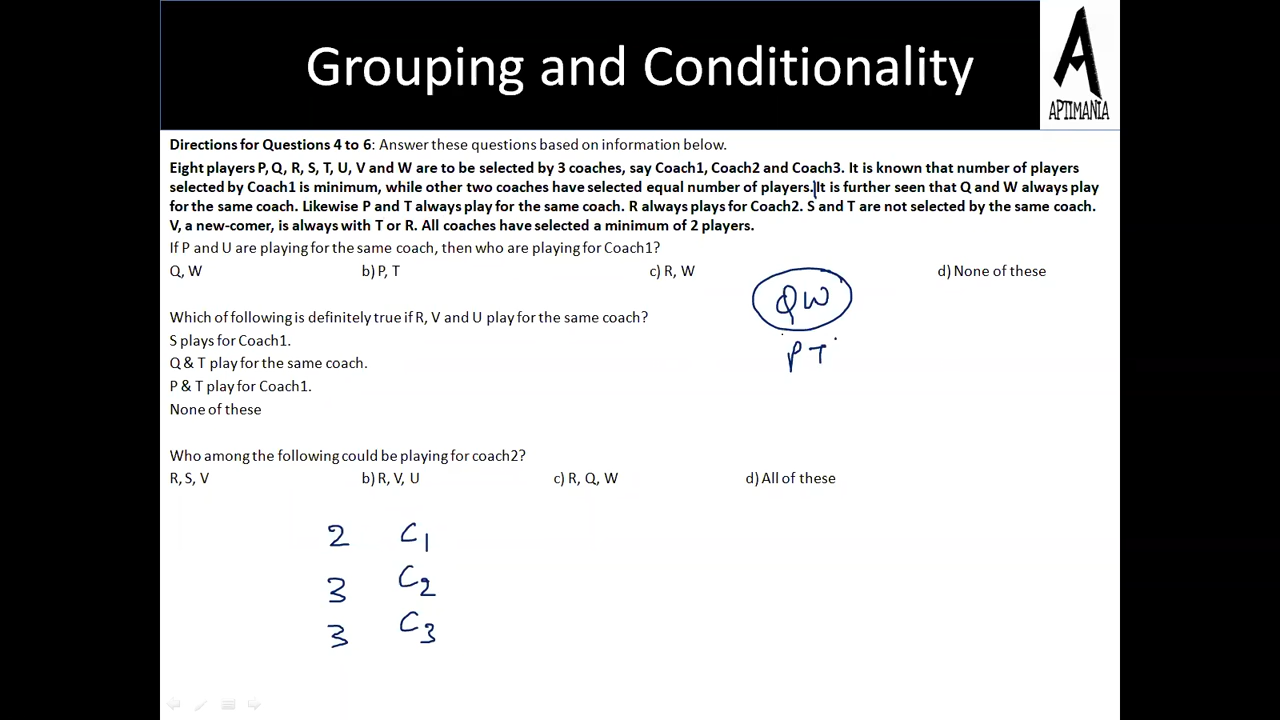 Grouping and Conditionality
APTIMANIA
Directions for Questions 4 to 6: Answer these questions based on information below.
Eight players P, Q, R, S, T, U, V and W are to be selected by 3 coaches, say Coach1, Coach2 and Coach3. It is known that number of players
selected by Coach1 is minimum, while other two coaches have selected equal number of players. It is further seen that Q and W always play
for the same coach. Likewise P and T always play for the same coach. R always plays for Coach2. S and T are not selected by the same coach.
V, a new-comer, is always with T or R. All coaches have selected a minimum of 2 players.
If P and U are playing for the same coach, then who are playing for Coach1?
Q, W b) P, T c) R, W d) None of these
Q W
Which of following is definitely true if R, V and U play for the same coach?
S plays for Coach1.
P T
Q & T play for the same coach.
P & T play for Coach1.
None of these
Who among the following could be playing for coach2?
R, S, V b) R, V, U c) R, Q, W d) All of these
2 C1
3 C2
3 C3